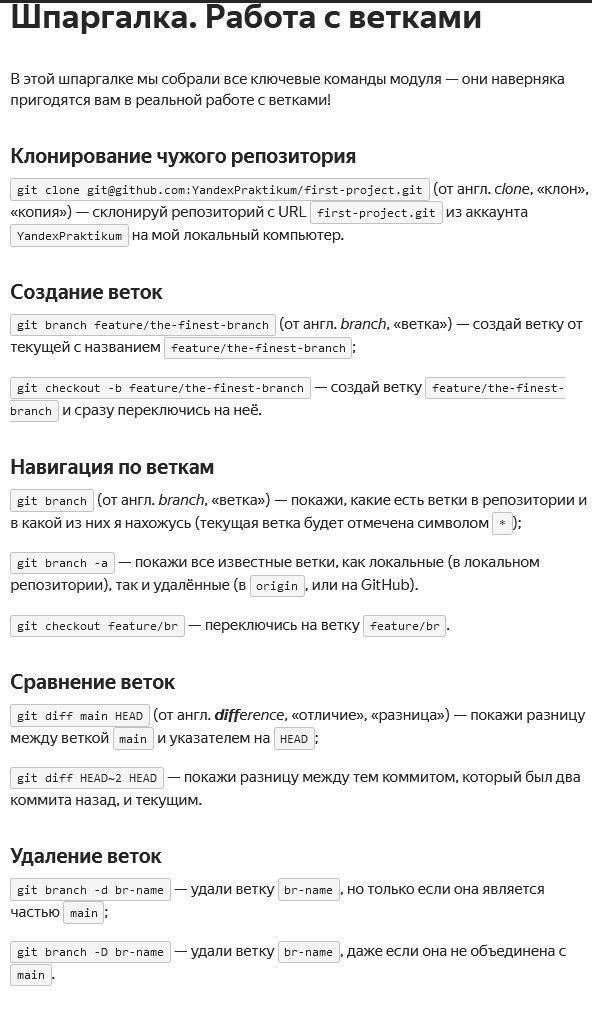 Шпаргалка. Работа с ветками
В этой шпаргалке мы собрали все ключевые команды модуля — они наверняка
пригодятся вам в реальной работе с ветками!
Клонирование чужого репозитория
git clone git@github.com:YandexPraktikum/first-project.git (от англ. clone, «клон»,
«копия») — склонируй репозиторий с URL first-project.git из аккаунта
YandexPraktikum на мой локальный компьютер.
Создание веток
git branch feature/the-finest-branch (от англ. branch, «ветка») — создай ветку от
текущей с названием feature/the-finest-branch;
git checkout -b feature/the-finest-branch — создай ветку feature/the-finest-
branch и сразу переключись на неё.
Навигация по веткам
git branch (от англ. branch, «ветка») — покажи, какие есть ветки в репозитории и
в какой из них я нахожусь (текущая ветка будет отмечена символом *);
git branch -a — покажи все известные ветки, как локальные (в локальном
репозитории), так и удалённые (в origin, или на GitHub).
git checkout feature/br — переключись на ветку feature/br.
Сравнение веток
git diff main HEAD (от англ. difference, «отличие», «разница») — покажи разницу
между веткой main и указателем на HEAD;
git diff HEAD~2 HEAD — покажи разницу между тем коммитом, который был два
коммита назад, и текущим.
Удаление веток
git branch -d br-name — удали ветку br-name, но только если она является
частью main;
git branch -D br-name — удали ветку br-name, даже если она не объединена с
main.